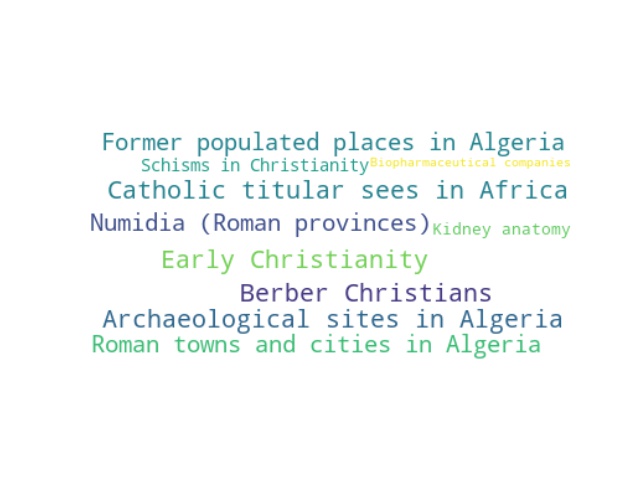 Former populated places in Algeria
Schisms in Christianity Biopharmaceutical companies
Catholic titular sees in Africa
Numidia (Roman provinces) Kidney anatomy
Early Christianity
Berber Christians
Archaeological sites in Algeria
Roman towns and cities in Algeria